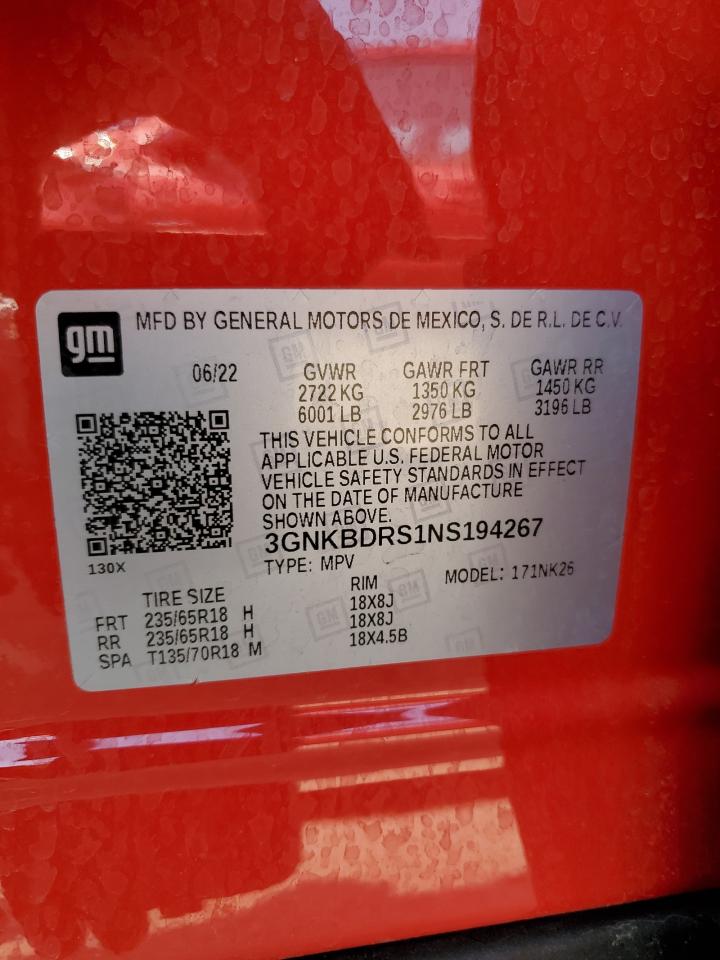 gm
MFD BY GENERAL MOTORS DE MEXICO, S. DE R.L. DE C.V.
06/22 GVWR GAWR FRT GAWR RR
2722 KG 1350 KG 1450 KG
6001 LB 2976 LB 3196 LB
THIS VEHICLE CONFORMS TO ALL
APPLICABLE U.S. FEDERAL MOTOR
VEHICLE SAFETY STANDARDS IN EFFECT
ON THE DATE OF MANUFACTURE
SHOWN ABOVE.
3GNKBDRS1NS194267
130X
TYPE: MPV MODEL: 171NK26
TIRE SIZE RIM
FRT 235/65R18 H 18X8J
RR 235/65R18 H 18X8J
SPA T135/70R18 M 18X4.5B